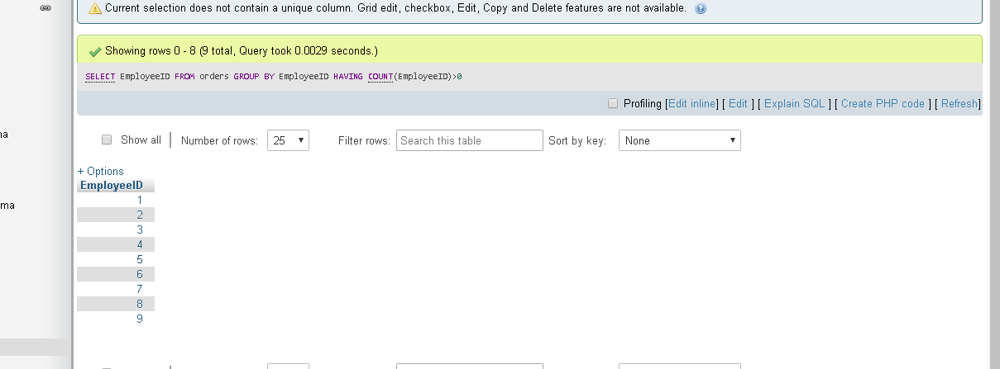 Current selection does not contain a unique column. Grid edit, checkbox, Edit, Copy and Delete features are not available.
Showing rows 0 - 8 (9 total, Query took 0.0029 seconds.)
SELECT EmployeeID FROM orders GROUP BY EmployeeID HAVING COUNT(EmployeeID)>0
Profiling [Edit inline] [ Edit ] [ Explain SQL ] [ Create PHP code ] [ Refresh]
na
Show all | Number of rows: 25 Filter rows: Search this table Sort by key: None
+ Options
EmployeeID
1
2
ma
3
4
5
6
7
8
9